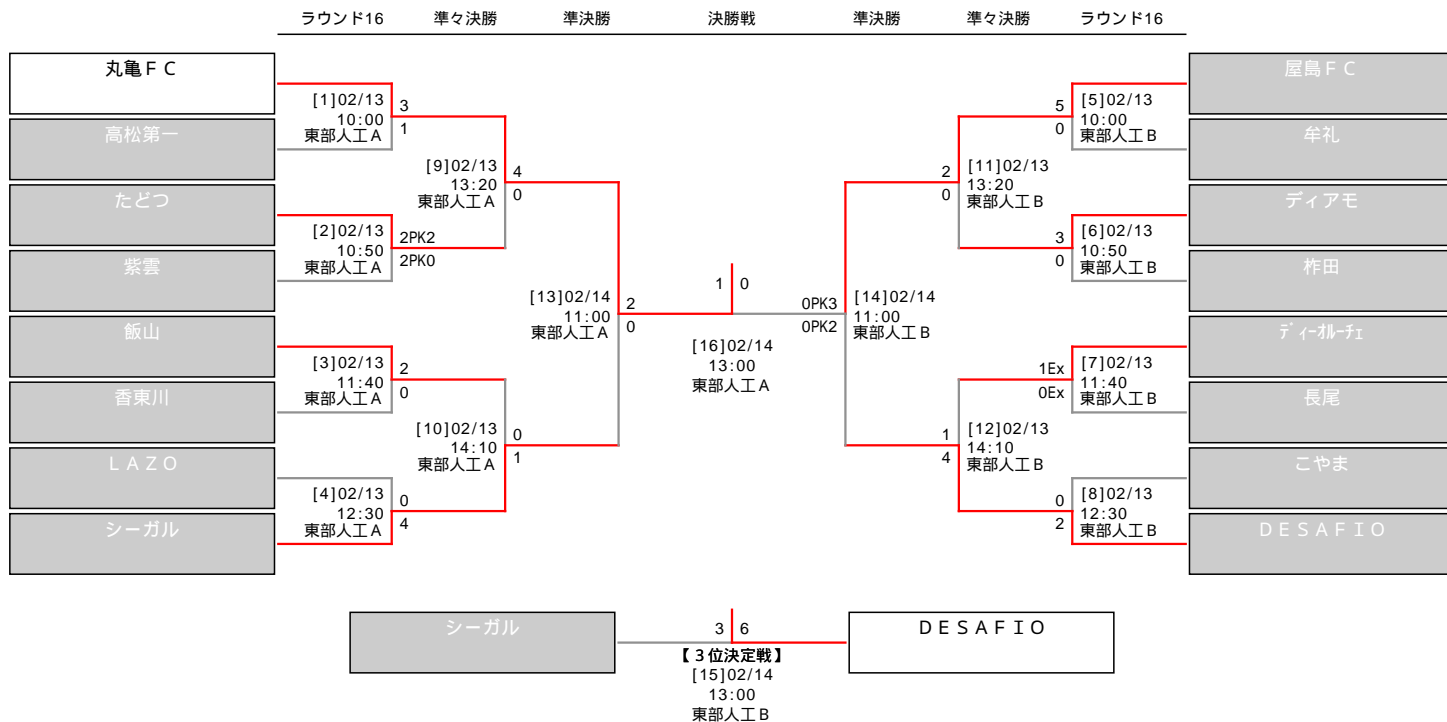 ラウンド16 準々決勝 準決勝 決勝戦 準決勝 準々決勝 ラウンド16
丸亀ＦＣ
高松第一
たどつ
紫雲
飯山
香東川
ＬＡＺＯ
シーガル
[1]02/13
10:00
東部人工Ａ
3
1
[2]02/13
10:50
東部人工Ａ
2PK2
2PK0
[3]02/13
11:40
東部人工Ａ
2
0
[4]02/13
12:30
東部人工Ａ
0
4
[9]02/13
13:20
東部人工Ａ
4
0
[10]02/13
14:10
東部人工Ａ
0
1
[13]02/14
11:00
東部人工Ａ
2
0
1 0
[16]02/14
13:00
東部人工Ａ
0PK3
0PK2
[14]02/14
11:00
東部人工Ｂ
2
0
[11]02/13
13:20
東部人工Ｂ
1
4
[12]02/13
14:10
東部人工Ｂ
5
0
[5]02/13
10:00
東部人工Ｂ
3
0
[6]02/13
10:50
東部人工Ｂ
1Ex
0Ex
[7]02/13
11:40
東部人工Ｂ
0
2
[8]02/13
12:30
東部人工Ｂ
屋島ＦＣ
牟礼
ディアモ
柞田
ﾃﾞｨｰｵﾙｰﾁｪ
長尾
こやま
ＤＥＳＡＦＩＯ
シーガル
3 6
ＤＥＳＡＦＩＯ
【３位決定戦】
[15]02/14
13:00
東部人工Ｂ